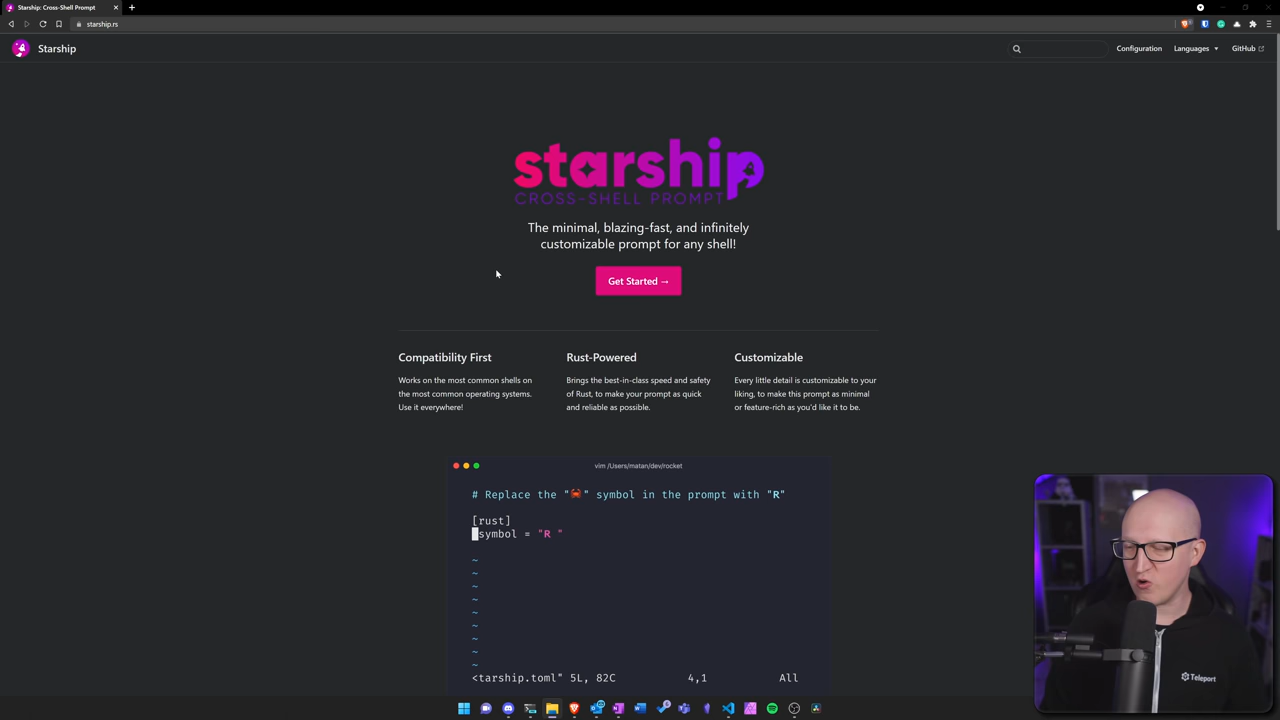 Starship: Cross-Shell Prompt
starship.rs
Starship
Configuration
Languages
GitHub
starship
CROSS-SHELL PROMPT
The minimal, blazing-fast, and infinitely
customizable prompt for any shell!
Get Started →
Compatibility First
Works on the most common shells on
the most common operating systems.
Use it everywhere!
Rust-Powered
Brings the best-in-class speed and safety
of Rust, to make your prompt as quick
and reliable as possible.
Customizable
Every little detail is customizable to your
liking, to make this prompt as minimal
or feature-rich as you'd like it to be.
vim /Users/matan/dev/rocket
# Replace the "🦀" symbol in the prompt with "R"
[rust]
symbol = "R "
~
~
~
~
~
~
~
~
~
<tarship.toml" 5L, 82C 4,1 All
Teleport